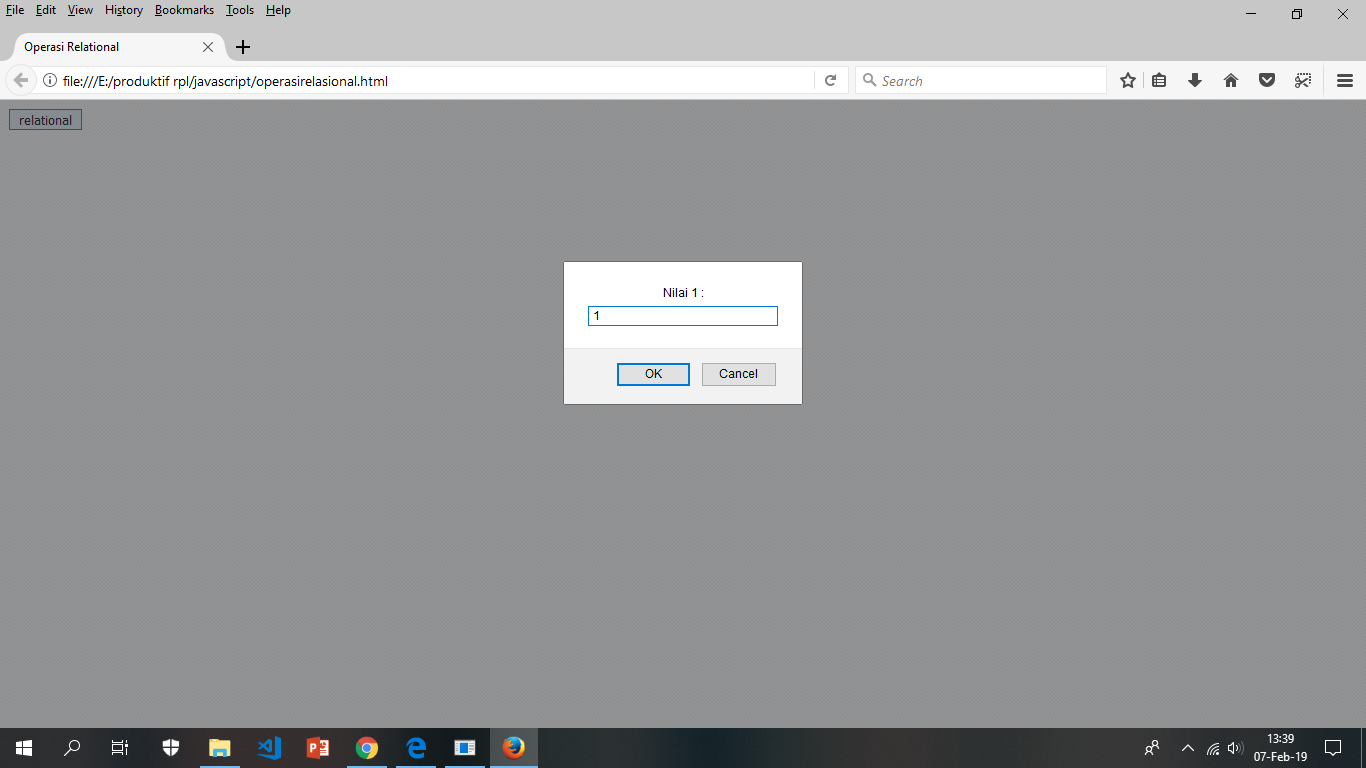 File Edit View History Bookmarks Tools Help
Operasi Relational
file:///E:/produktif rpl/javascript/operasirelasional.html
Search
relational
Nilai 1 :
1
OK Cancel
13:39
07-Feb-19